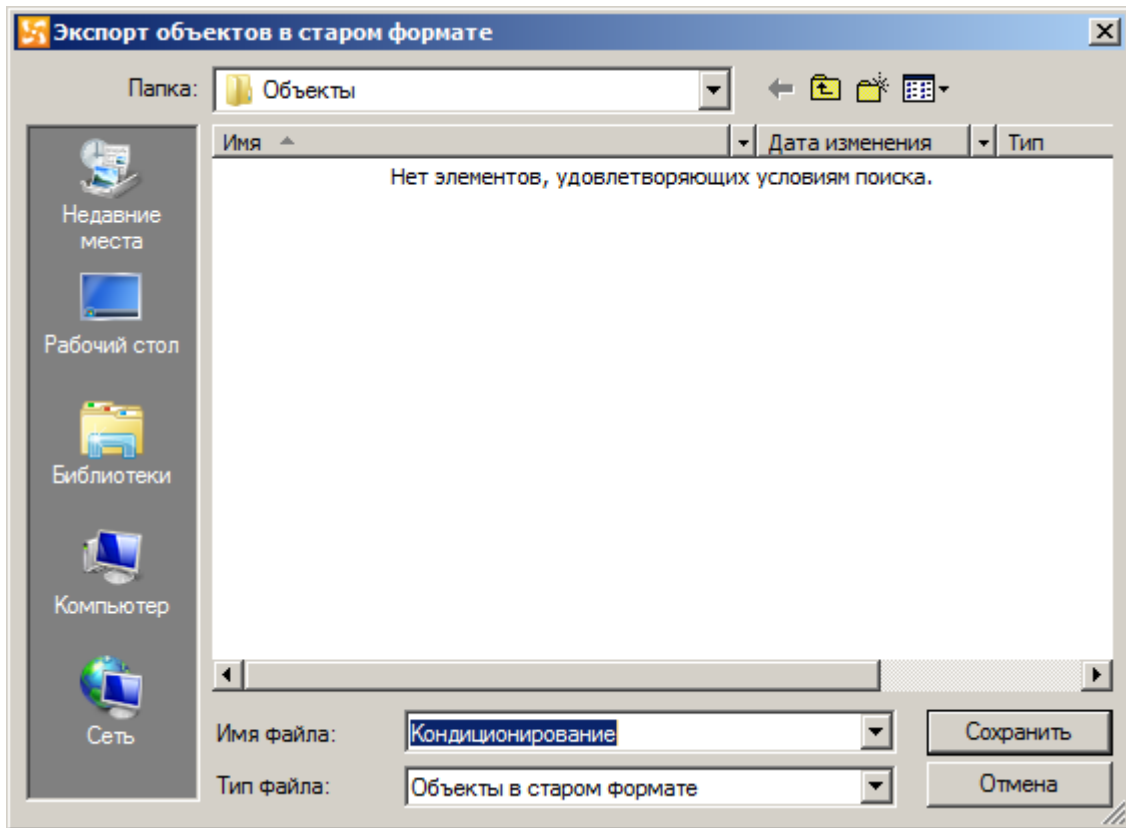 Экспорт объектов в старом формате
Папка:
Объекты
Имя
Дата изменения
Тип
Нет элементов, удовлетворяющих условиям поиска.
Недавние
места
Рабочий стол
Библиотеки
Компьютер
Сеть
Имя файла:
Кондиционирование
Сохранить
Тип файла:
Объекты в старом формате
Отмена